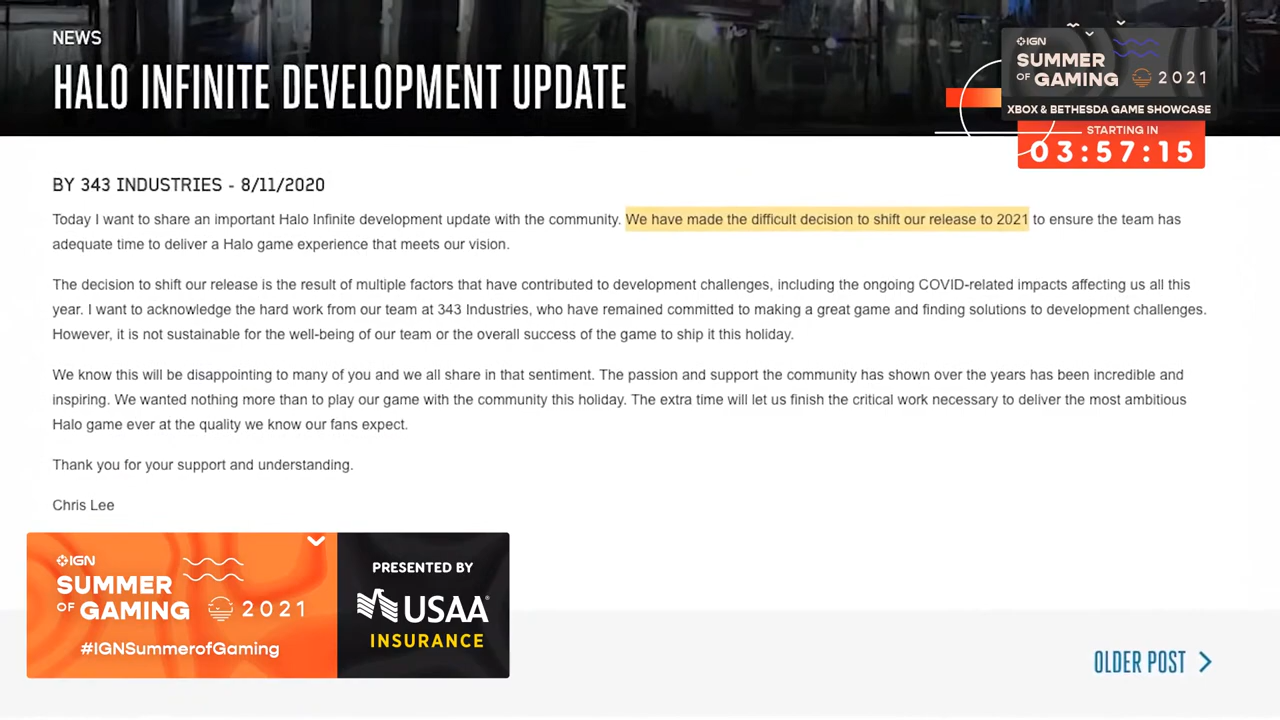 NEWS
HALO INFINITE DEVELOPMENT UPDATE
IGN
SUMMER
OF GAMING 2021
XBOX & BETHESDA GAME SHOWCASE
STARTING IN
03:57:15
BY 343 INDUSTRIES - 8/11/2020
Today I want to share an important Halo Infinite development update with the community. We have made the difficult decision to shift our release to 2021 to ensure the team has
adequate time to deliver a Halo game experience that meets our vision.
The decision to shift our release is the result of multiple factors that have contributed to development challenges, including the ongoing COVID-related impacts affecting us all this
year. I want to acknowledge the hard work from our team at 343 Industries, who have remained committed to making a great game and finding solutions to development challenges.
However, it is not sustainable for the well-being of our team or the overall success of the game to ship it this holiday.
We know this will be disappointing to many of you and we all share in that sentiment. The passion and support the community has shown over the years has been incredible and
inspiring. We wanted nothing more than to play our game with the community this holiday. The extra time will let us finish the critical work necessary to deliver the most ambitious
Halo game ever at the quality we know our fans expect.
Thank you for your support and understanding.
Chris Lee
IGN
SUMMER
OF GAMING 2021
#IGNSummerofGaming
PRESENTED BY
USAA®
INSURANCE
OLDER POST